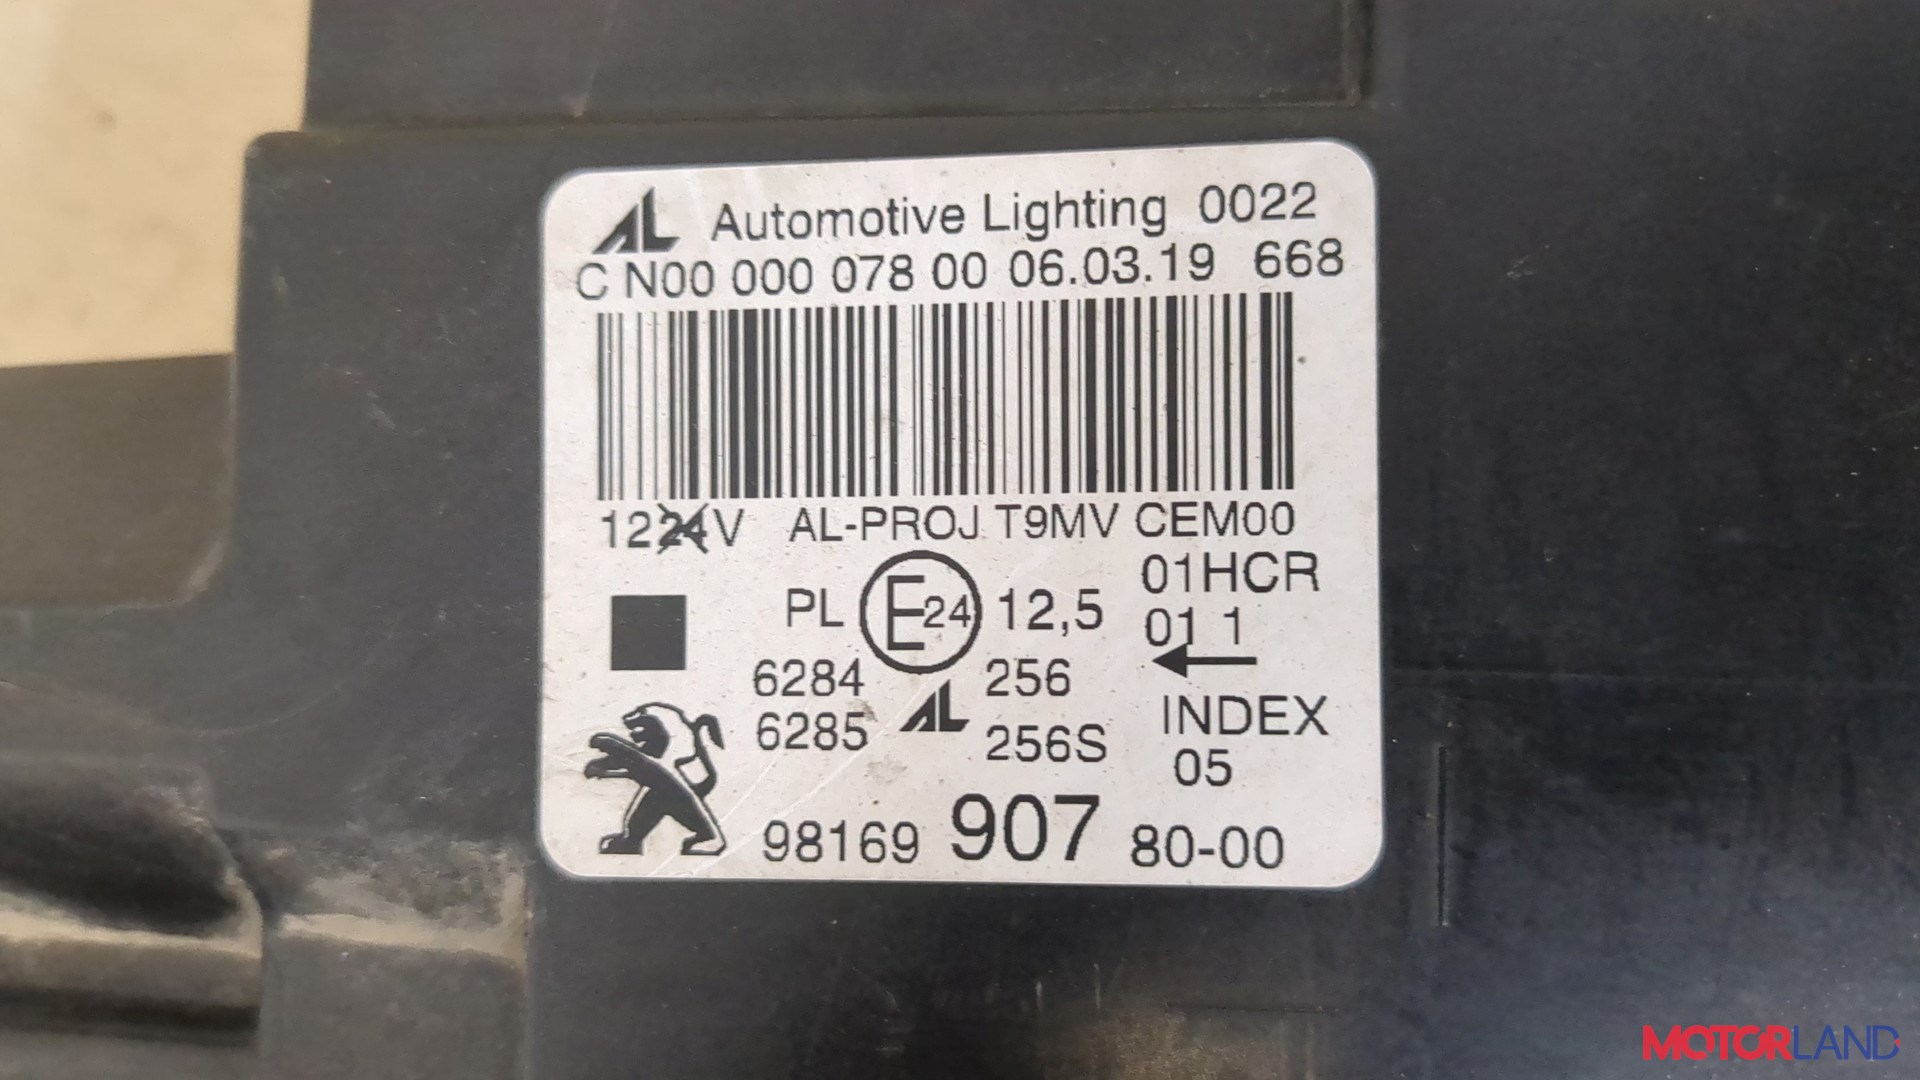 AL Automotive Lighting 0022
C N00 000 078 00 06.03.19 668
1224V AL-PROJ T9MV CEM00
PL E24 12,5 01HCR
01 1
6284 AL 256
6285 256S
INDEX
05
98169 907 80-00
MOTORLAND